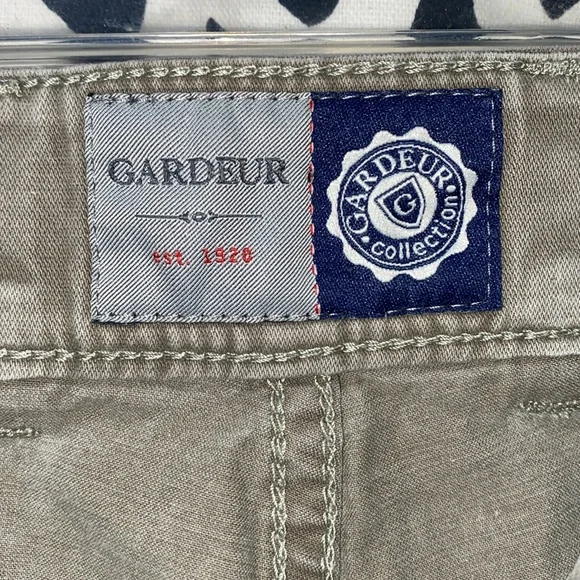 GARDEUR
est. 1920
GARDEUR
G
collection